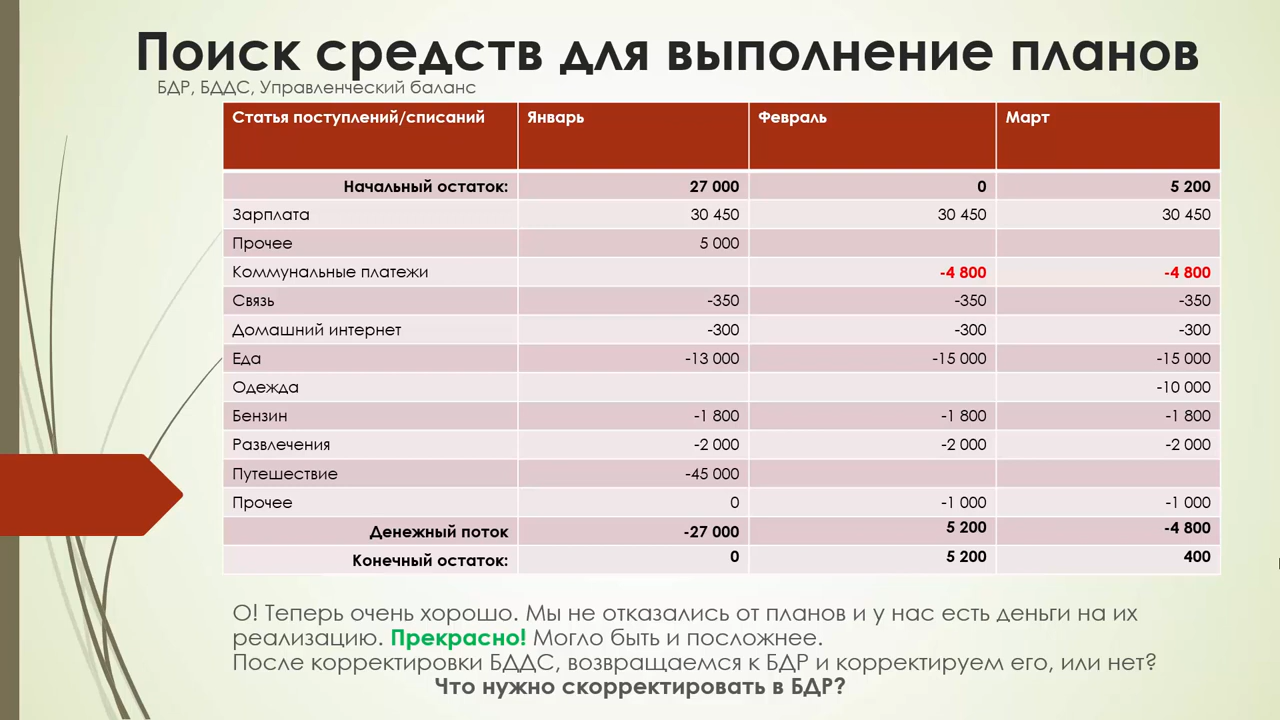 Поиск средств для выполнение планов
БДР, БДДС, Управленческий баланс
Статья поступлений/списаний Январь Февраль Март
Начальный остаток: 27 000 0 5 200
Зарплата 30 450 30 450 30 450
Прочее 5 000
Коммунальные платежи -4 800 -4 800
Связь -350 -350 -350
Домашний интернет -300 -300 -300
Еда -13 000 -15 000 -15 000
Одежда -10 000
Бензин -1 800 -1 800 -1 800
Развлечения -2 000 -2 000 -2 000
Путешествие -45 000
Прочее 0 -1 000 -1 000
Денежный поток -27 000 5 200 -4 800
Конечный остаток: 0 5 200 400
О! Теперь очень хорошо. Мы не отказались от планов и у нас есть деньги на их
реализацию. Прекрасно! Могло быть и посложнее.
После корректировки БДДС, возвращаемся к БДР и корректируем его, или нет?
Что нужно скорректировать в БДР?